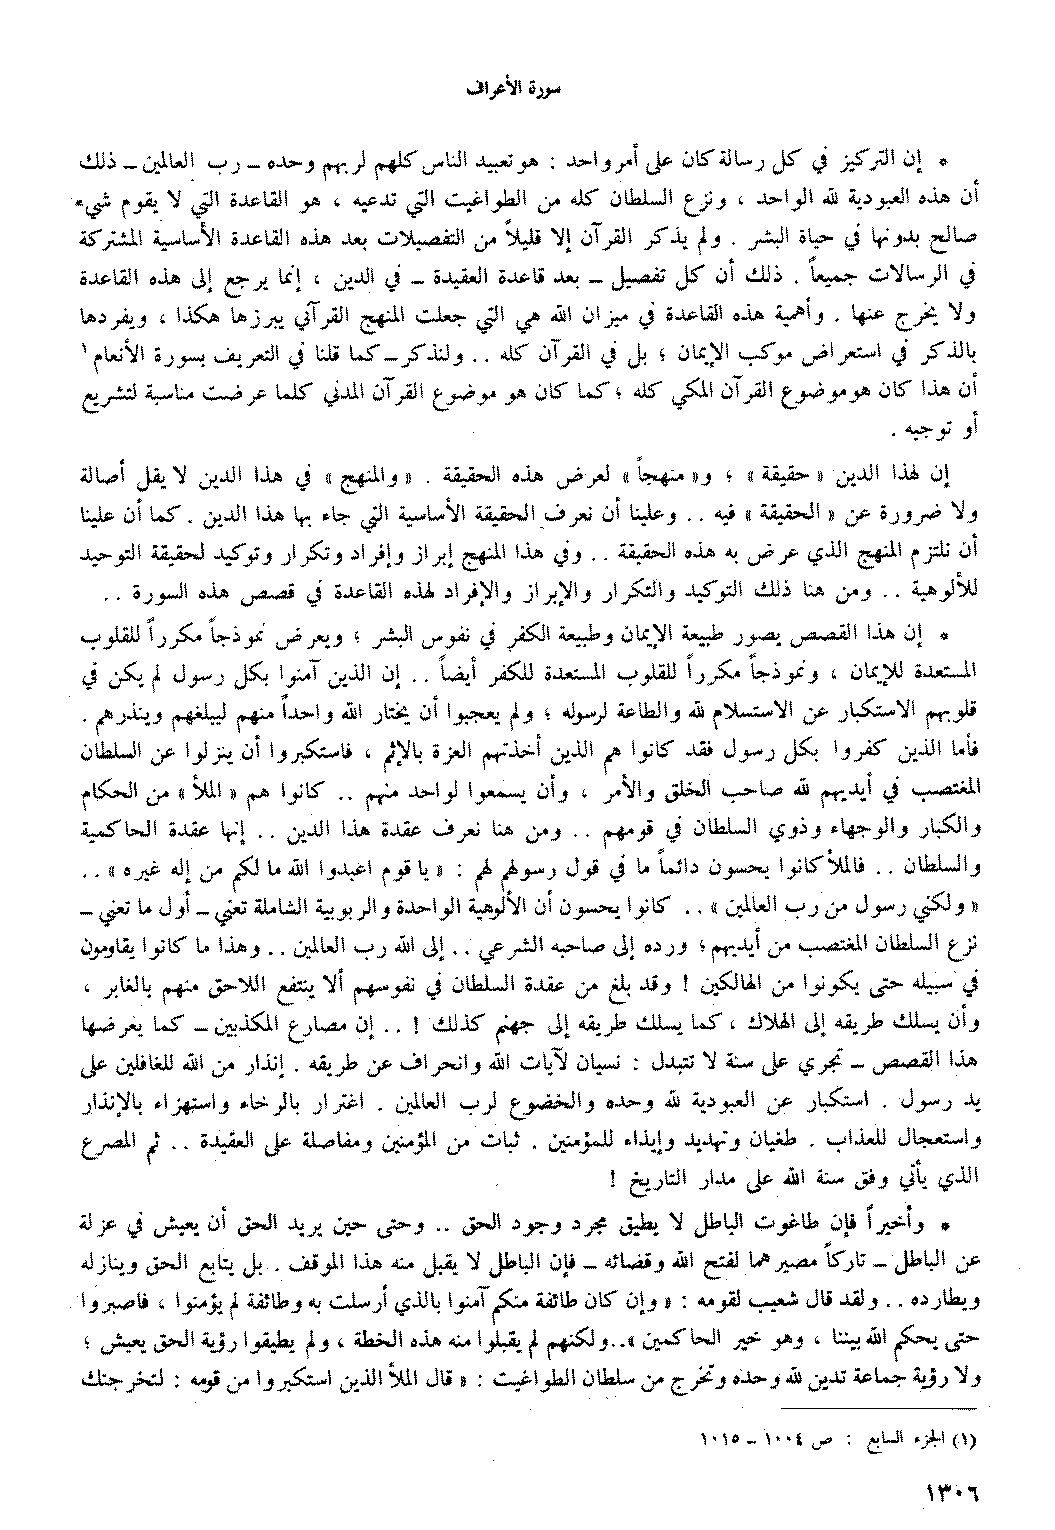 سورة الأعراف
* إن التركيز في كل رسالة كان على أمر واحد : هو تعبيد الناس كلهم لربهم وحده – رب العالمين – ذلك
أن هذه العبودية لله الواحد ، ونزع السلطان كله من الطواغيت التي تدعيه ، هو القاعدة التي لا يقوم شيء
صالح بدونها في حياة البشر . ولم يذكر القرآن إلا قليلاً من التفصيلات بعد هذه القاعدة الأساسية المشتركة
في الرسالات جميعاً . ذلك أن كل تفصيل – بعد قاعدة العقيدة – في الدين ، إنما يرجع إلى هذه القاعدة
ولا يخرج عنها . وأهمية هذه القاعدة في ميزان الله هي التي جعلت المنهج القرآني يبرزها هكذا ، ويفردها
بالذكر في استعراض موكب الإيمان ؛ بل في القرآن كله .. ولنذكر – كما قلنا في التعريف بسورة الأنعام ١
أن هذا كان هو موضوع القرآن المكي كله ؛ كما كان هو موضوع القرآن المدني كلما عرضت مناسبة لتشريع
أو توجيه .
إن لهذا الدين « حقيقة » ؛ و« منهجاً » لعرض هذه الحقيقة . « والمنهج » في هذا الدين لا يقل أصالة
ولا ضرورة عن « الحقيقة » فيه .. وعلينا أن نعرف الحقيقة الأساسية التي جاء بها هذا الدين . كما أن علينا
أن نلتزم المنهج الذي عرض به هذه الحقيقة .. وفي هذا المنهج إبراز وإفراد وتكرار وتوكيد لحقيقة التوحيد
للألوهية .. ومن هنا ذلك التوكيد والتكرار والإبراز والإفراد لهذه القاعدة في قصص هذه السورة ..
* إن هذا القصص يصور طبيعة الإيمان وطبيعة الكفر في نفوس البشر ؛ ويعرض نموذجاً مكرراً للقلوب
المستعدة للإيمان ، ونموذجاً مكرراً للقلوب المستعدة للكفر أيضاً .. إن الذين آمنوا بكل رسول لم يكن في
قلوبهم الاستكبار عن الاستسلام لله والطاعة لرسوله ؛ ولم يعجبوا أن يختار الله واحداً منهم ليبلغهم وينذرهم .
فأما الذين كفروا بكل رسول فقد كانوا هم الذين أخذتهم العزة بالإثم ، فاستكبروا أن ينزلوا عن السلطان
المغتصب في أيديهم لله صاحب الخلق والأمر ، وأن يسمعوا لواحد منهم .. كانوا هم « الملأ » من الحكام
والكبار والوجهاء وذوي السلطان في قومهم .. ومن هنا نعرف عقدة هذا الدين .. إنها عقدة الحاكمية
والسلطان .. فالملأ كانوا يحسون دائماً ما في قول رسولهم لهم : « يا قوم اعبدوا الله ما لكم من إله غيره » ..
« ولكني رسول من رب العالمين » .. كانوا يحسون أن الألوهية الواحدة والربوبية الشاملة تعني – أول ما تعني –
نزع السلطان المغتصب من أيديهم ؛ ورده إلى صاحبه الشرعي .. إلى الله رب العالمين .. وهذا ما كانوا يقاومون
في سبيله حتى يكونوا من الهالكين ! وقد بلغ من عقدة السلطان في نفوسهم ألا ينتفع اللاحق منهم بالغابر ،
وأن يسلك طريقه إلى الهلاك ، كما يسلك طريقه إلى جهنم كذلك ! .. إن مصارع المكذبين – كما يعرضها
هذا القصص – تجري على سنة لا تتبدل : نسيان لآيات الله وانحراف عن طريقه . إنذار من الله للغافلين على
يد رسول . استكبار عن العبودية لله وحده والخضوع لرب العالمين . اغترار بالرخاء واستهزاء بالإنذار
واستعجال للعذاب . طغيان وتهديد وإيذاء للمؤمنين . ثبات من المؤمنين ومفاصلة على العقيدة .. ثم المصرع
الذي يأتي وفق سنة الله على مدار التاريخ !
* وأخيراً فإن طاغوت الباطل لا يطيق مجرد وجود الحق .. وحتى حين يريد الحق أن يعيش في عزلة
عن الباطل – تاركاً مصيرهما لفتح الله وقضائه – فإن الباطل لا يقبل منه هذا الموقف . بل يتابع الحق وينازله
ويطارده .. ولقد قال شعيب لقومه : « وإن كان طائفة منكم آمنوا بالذي أرسلت به وطائفة لم يؤمنوا ، فاصبروا
حتى يحكم الله بيننا ، وهو خير الحاكمين »..ولكنهم لم يقبلوا منه هذه الخطة ، ولم يطيقوا رؤية الحق يعيش ؛
ولا رؤية جماعة تدين لله وحده وتخرج من سلطان الطواغيت : « قال الملأ الذين استكبروا من قومه : لنخرجنك
(١) الجزء السابع : ص ١٠٠٤ – ١٠١٥
١٣٠٦